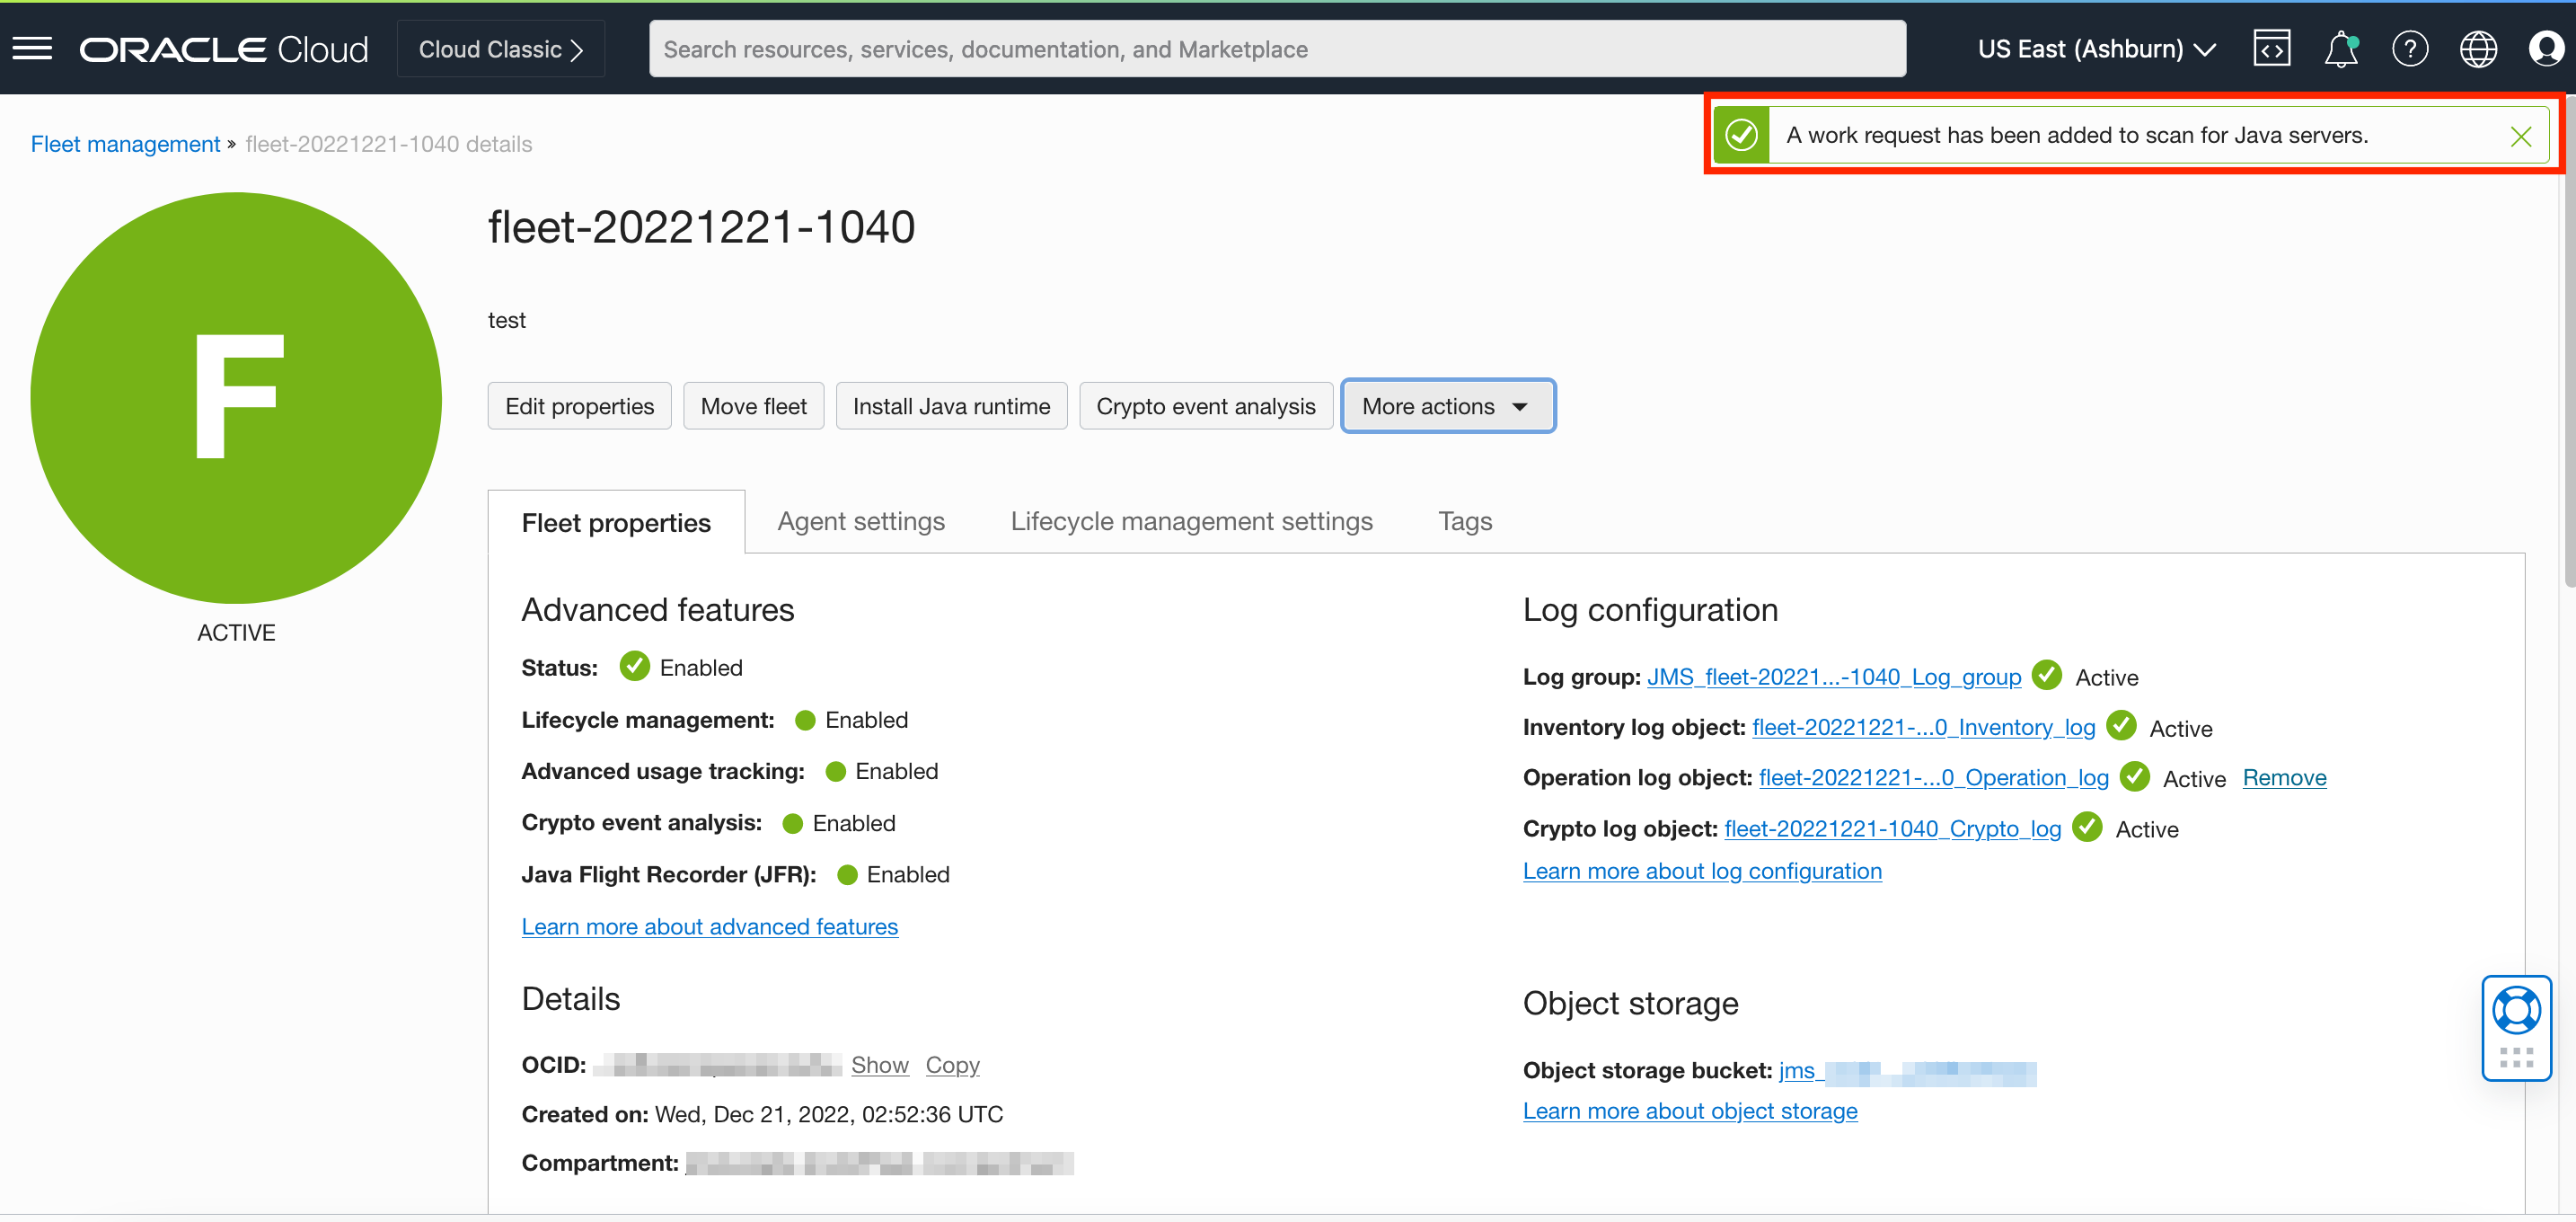 ORACLE Cloud
Cloud Classic
Search resources, services, documentation, and Marketplace
US East (Ashburn)
Fleet management » fleet-20221221-1040 details
A work request has been added to scan for Java servers.
F
ACTIVE
fleet-20221221-1040
test
Edit properties
Move fleet
Install Java runtime
Crypto event analysis
More actions
Fleet properties
Agent settings
Lifecycle management settings
Tags
Advanced features
Status: Enabled
Lifecycle management: Enabled
Advanced usage tracking: Enabled
Crypto event analysis: Enabled
Java Flight Recorder (JFR): Enabled
Learn more about advanced features
Details
OCID: Show Copy
Created on: Wed, Dec 21, 2022, 02:52:36 UTC
Compartment:
Log configuration
Log group: JMS_fleet-20221...-1040_Log_group Active
Inventory log object: fleet-20221221-...0_Inventory_log Active
Operation log object: fleet-20221221-...0_Operation_log Active Remove
Crypto log object: fleet-20221221-1040_Crypto_log Active
Learn more about log configuration
Object storage
Object storage bucket: jms_
Learn more about object storage